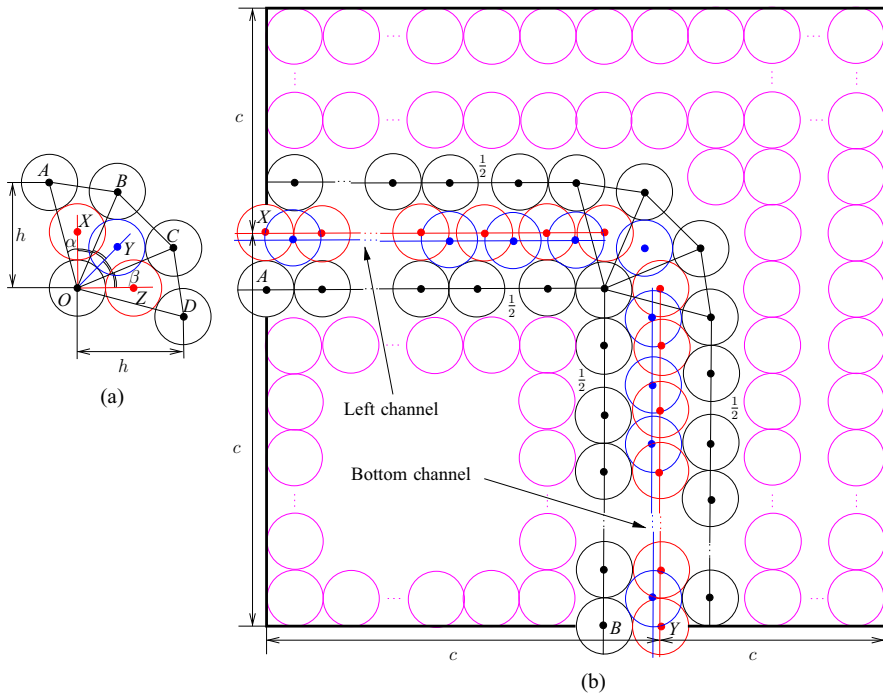 c
c
c
c
A
B
X
α
Y
C
β
O
Z
D
h
h
(a)
1/2
X
A
1/2
1/2
1/2
Left channel
Bottom channel
B
Y
(b)